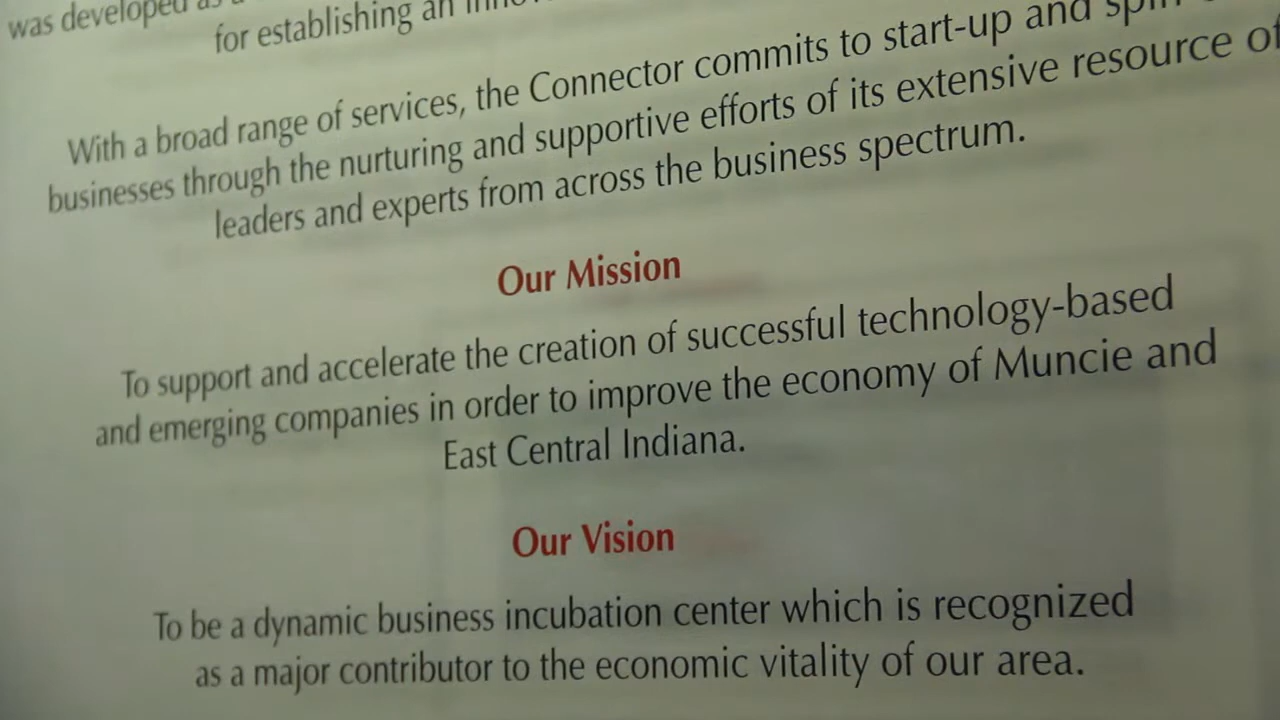 was developed as a
for establishing an
With a broad range of services, the Connector commits to start-up and
businesses through the nurturing and supportive efforts of its extensive resource of
leaders and experts from across the business spectrum.
Our Mission
To support and accelerate the creation of successful technology-based
and emerging companies in order to improve the economy of Muncie and
East Central Indiana.
Our Vision
To be a dynamic business incubation center which is recognized
as a major contributor to the economic vitality of our area.